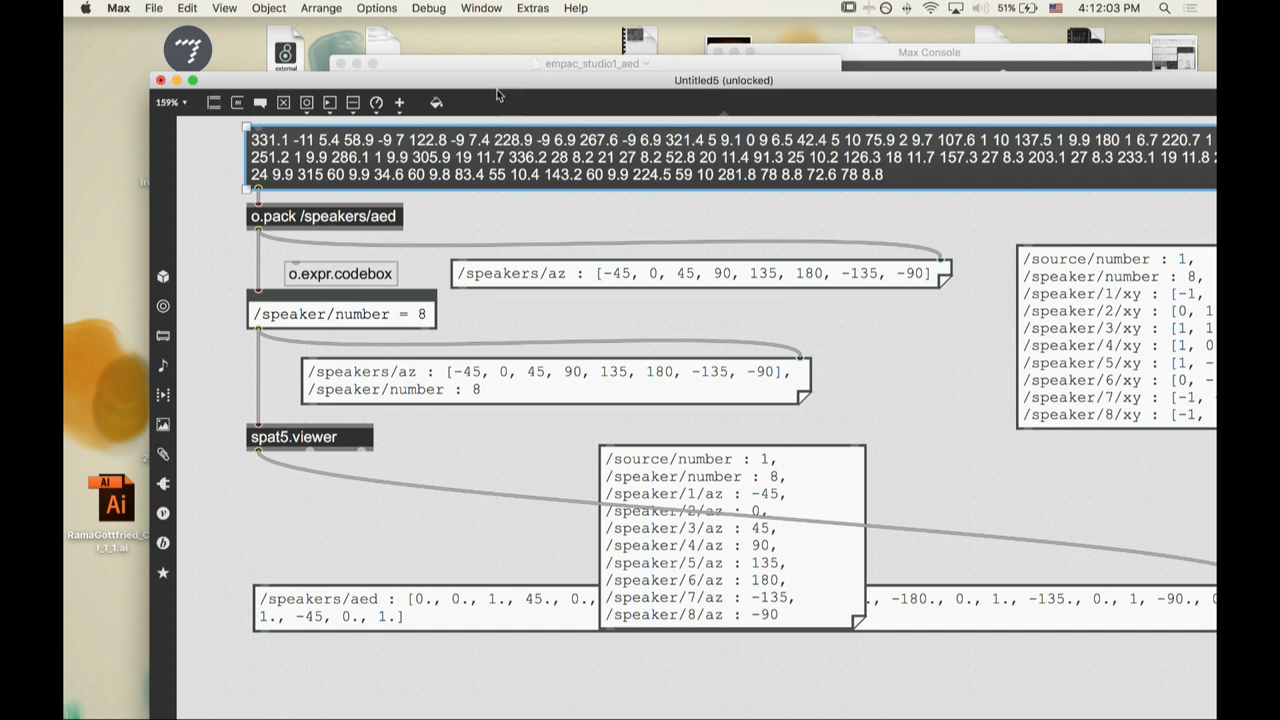 Max File Edit View Object Arrange Options Debug Window Extras Help 51% 4:12:03 PM
external
empac_studio1_aed
Max Console
Untitled5 (unlocked)
159%
331.1 -11 5.4 58.9 -9 7 122.8 -9 7.4 228.9 -9 6.9 267.6 -9 6.9 321.4 5 9.1 0 9 6.5 42.4 5 10 75.9 2 9.7 107.6 1 10 137.5 1 9.9 180 1 6.7 220.7 1
251.2 1 9.9 286.1 1 9.9 305.9 19 11.7 336.2 28 8.2 21 27 8.2 52.8 20 11.4 91.3 25 10.2 126.3 18 11.7 157.3 27 8.3 203.1 27 8.3 233.1 19 11.8
24 9.9 315 60 9.9 34.6 60 9.8 83.4 55 10.4 143.2 60 9.9 224.5 59 10 281.8 78 8.8 72.6 78 8.8
o.pack /speakers/aed
o.expr.codebox
/speakers/az : [-45, 0, 45, 90, 135, 180, -135, -90]
/speaker/number = 8
/speakers/az : [-45, 0, 45, 90, 135, 180, -135, -90],
/speaker/number : 8
/source/number : 1,
/speaker/number : 8,
/speaker/1/xy : [-1,
/speaker/2/xy : [0, 1
/speaker/3/xy : [1, 1
/speaker/4/xy : [1, 0
/speaker/5/xy : [1, -
/speaker/6/xy : [0, -
/speaker/7/xy : [-1,
/speaker/8/xy : [-1,
spat5.viewer
/source/number : 1,
/speaker/number : 8,
/speaker/1/az : -45,
/speaker/2/az : 0,
/speaker/3/az : 45,
/speaker/4/az : 90,
/speaker/5/az : 135,
/speaker/6/az : 180,
/speaker/7/az : -135,
/speaker/8/az : -90
/speakers/aed : [0., 0., 1., 45., 0., ., -180., 0., 1., -135., 0., 1, -90., 0
1., -45, 0., 1.]
AI
Ai
RamaGottfried_C
l_1_1.ai